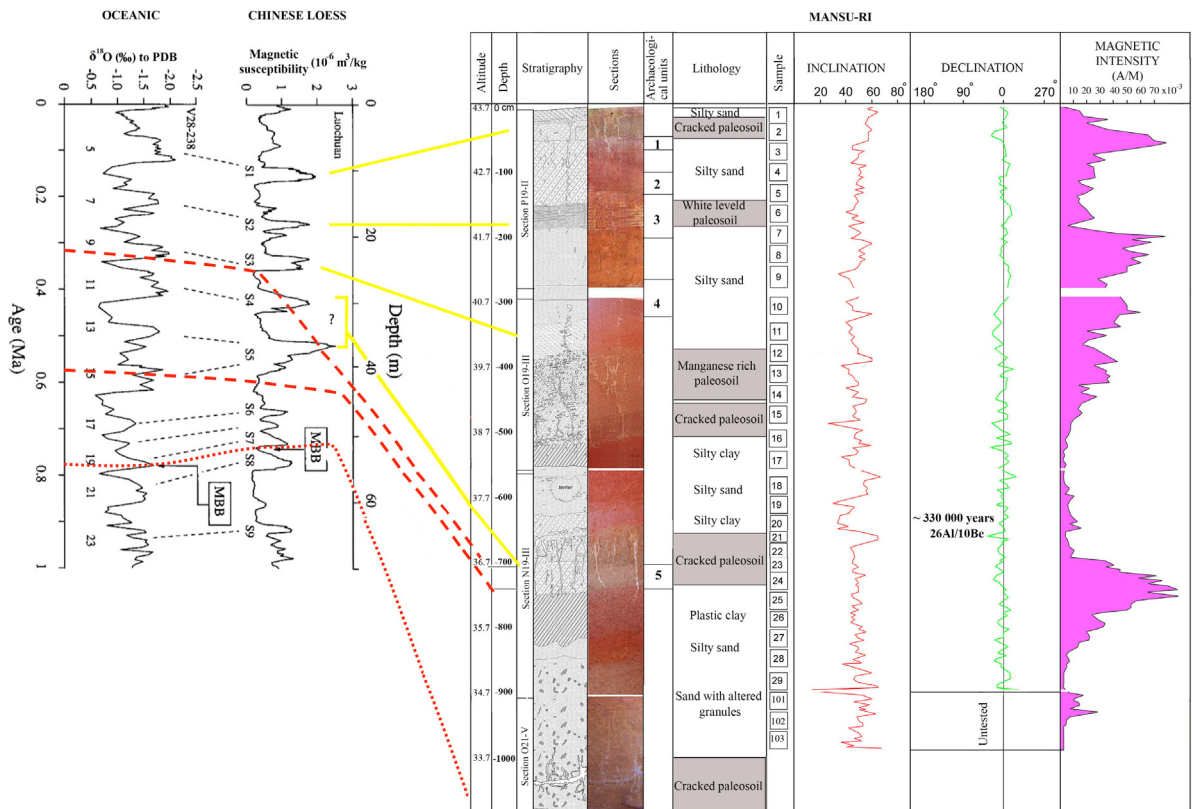 OCEANIC
CHINESE LOESS
MANSU-RI
δ18O (‰) to PDB
-0.5 -1.0 -1.5 -2.0 -2.5
V28-238
0
0.2
0.4
0.6
0.8
1
Age (Ma)
5
7
9
11
13
15
17
19
21
23
MBB
Magnetic
susceptibility (10-6 m3/kg
0 1 2 3
Luochuan
0
20
40
60
Depth (m)
S1
S2
S3
S4
S5
S6
S7
S8
S9
?
MBB
Altitude
43.7
42.7
41.7
40.7
39.7
38.7
37.7
36.7
35.7
34.7
33.7
Depth
0 cm
-100
-200
-300
-400
-500
-600
-700
-800
-900
-1000
Stratigraphy
Section P19-II
Section O19-III
Section N19-III
Section O21-V
terrier
Sections
Archaeologi-
cal units
1
2
3
4
5
Lithology
Silty sand
Cracked paleosoil
Silty sand
White leveld
paleosoil
Silty sand
Manganese rich
paleosoil
Cracked paleosoil
Silty clay
Silty sand
Silty clay
Cracked paleosoil
Plastic clay
Silty sand
Sand with altered
granules
Cracked paleosoil
Sample
1
2
3
4
5
6
7
8
9
10
11
12
13
14
15
16
17
18
19
20
21
22
23
24
25
26
27
28
29
101
102
103
INCLINATION
20 40 60 °
DECLINATION
180° 90° 0° 270°
~ 330 000 years
26Al/10Be
Untested
MAGNETIC
INTENSITY
(A/M)
10 20 30 40 50 60 70 x10-3